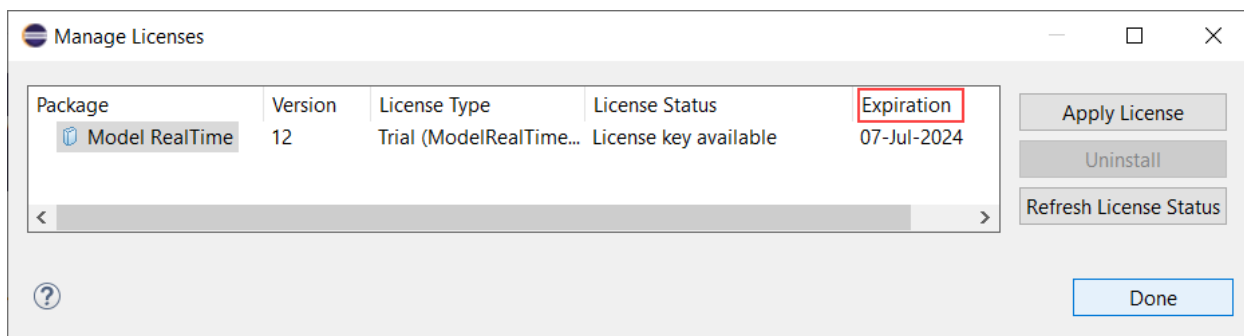 Manage Licenses
Package Version License Type License Status Expiration
Model RealTime 12 Trial (ModelRealTime... License key available 07-Jul-2024
Apply License
Uninstall
Refresh License Status
Done